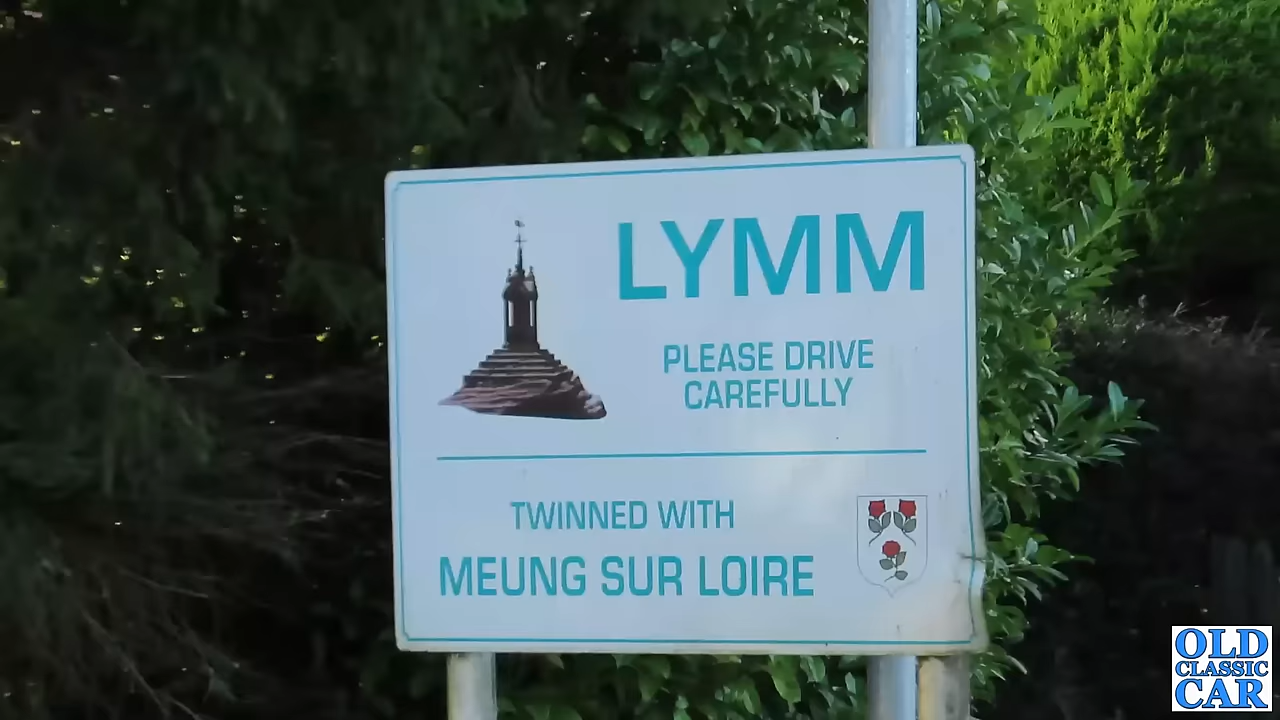 LYMM
PLEASE DRIVE
CAREFULLY
TWINNED WITH
MEUNG SUR LOIRE
OLD
CLASSIC
CAR